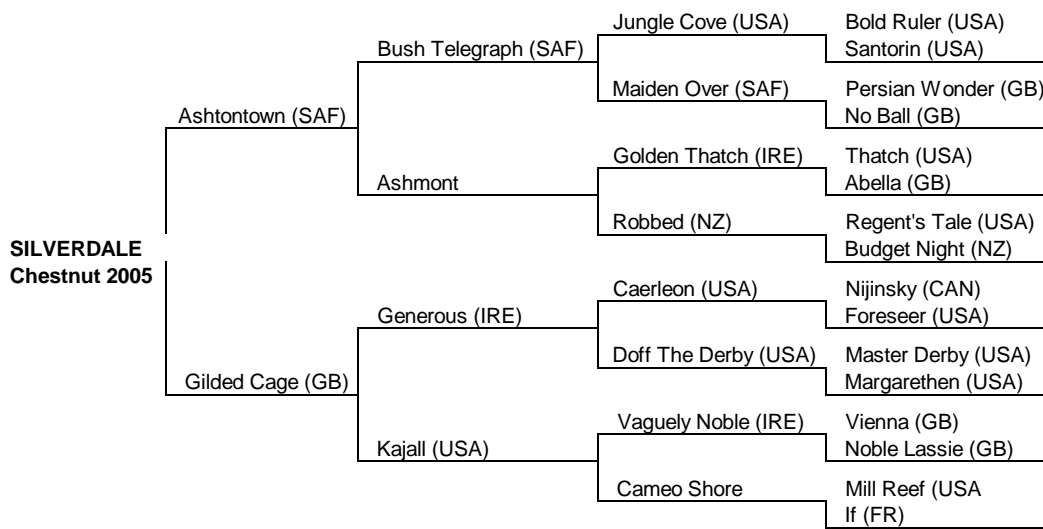 Jungle Cove (USA)
Bold Ruler (USA)
Bush Telegraph (SAF)
Santorin (USA)
Maiden Over (SAF)
Persian Wonder (GB)
Ashtontown (SAF)
No Ball (GB)
Golden Thatch (IRE)
Thatch (USA)
Ashmont
Abella (GB)
Robbed (NZ)
Regent's Tale (USA)
SILVERDALE
Budget Night (NZ)
Chestnut 2005
Caerleon (USA)
Nijinsky (CAN)
Generous (IRE)
Foreseer (USA)
Doff The Derby (USA)
Master Derby (USA)
Gilded Cage (GB)
Margarethen (USA)
Vaguely Noble (IRE)
Vienna (GB)
Kajall (USA)
Noble Lassie (GB)
Cameo Shore
Mill Reef (USA
If (FR)